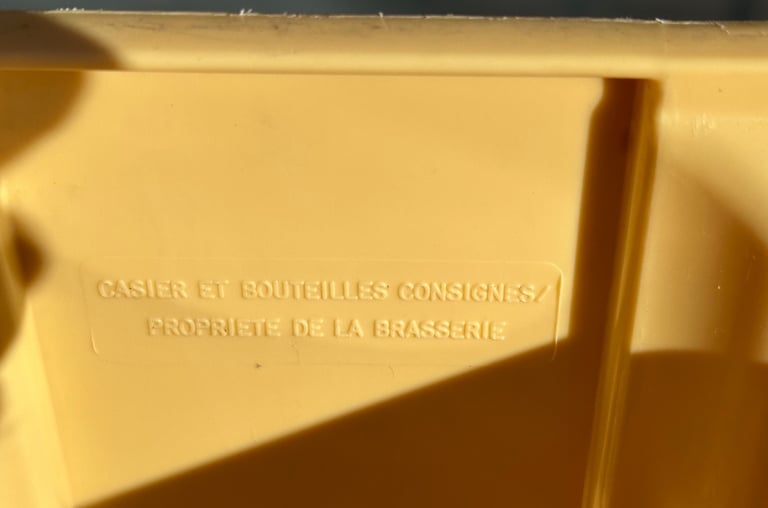 CASIER ET BOUTEILLES CONSIGNES/
PROPRIETE DE LA BRASSERIE